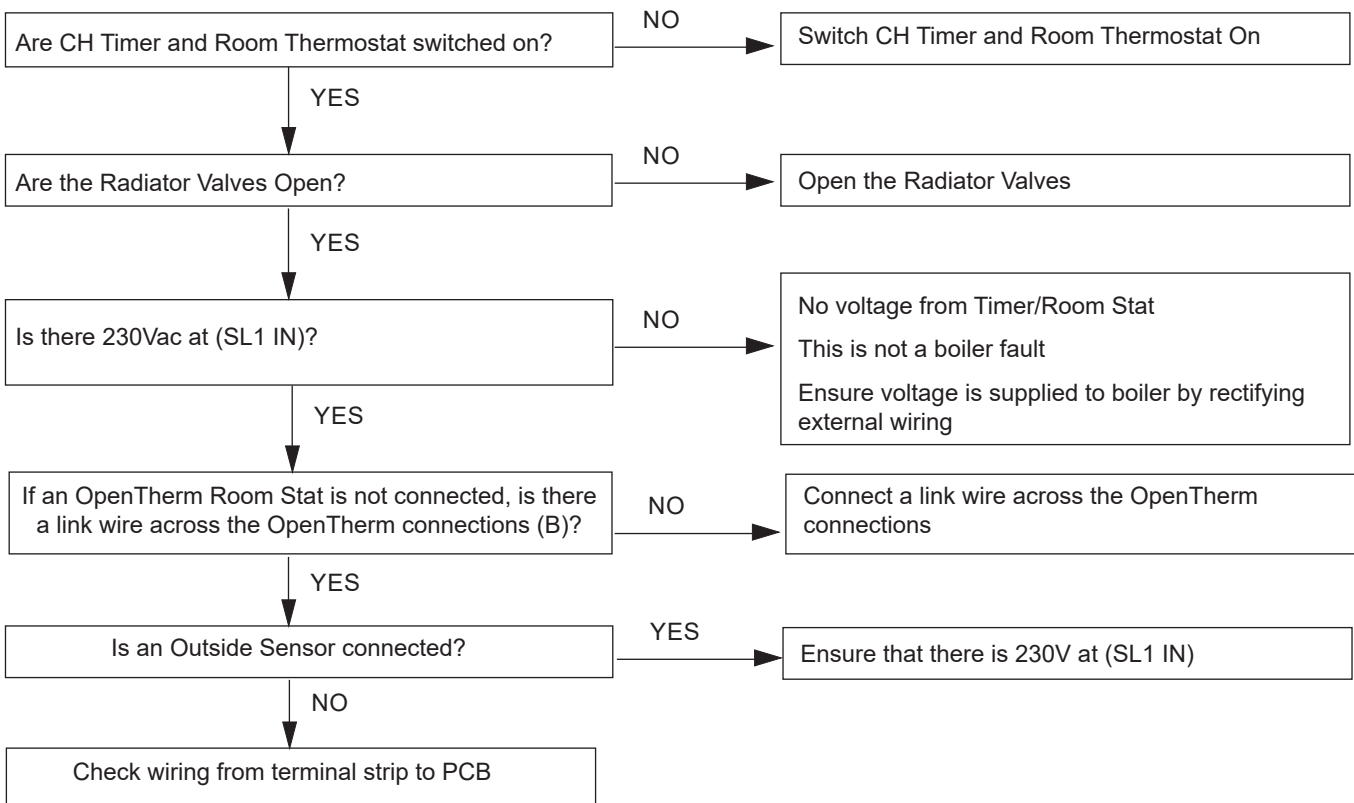 Are CH Timer and Room Thermostat switched on?
NO
Switch CH Timer and Room Thermostat On
YES
Are the Radiator Valves Open?
NO
Open the Radiator Valves
YES
Is there 230Vac at (SL1 IN)?
NO
No voltage from Timer/Room Stat
This is not a boiler fault
Ensure voltage is supplied to boiler by rectifying
external wiring
YES
If an OpenTherm Room Stat is not connected, is there
a link wire across the OpenTherm connections (B)?
NO
Connect a link wire across the OpenTherm
connections
YES
Is an Outside Sensor connected?
YES
Ensure that there is 230V at (SL1 IN)
NO
Check wiring from terminal strip to PCB